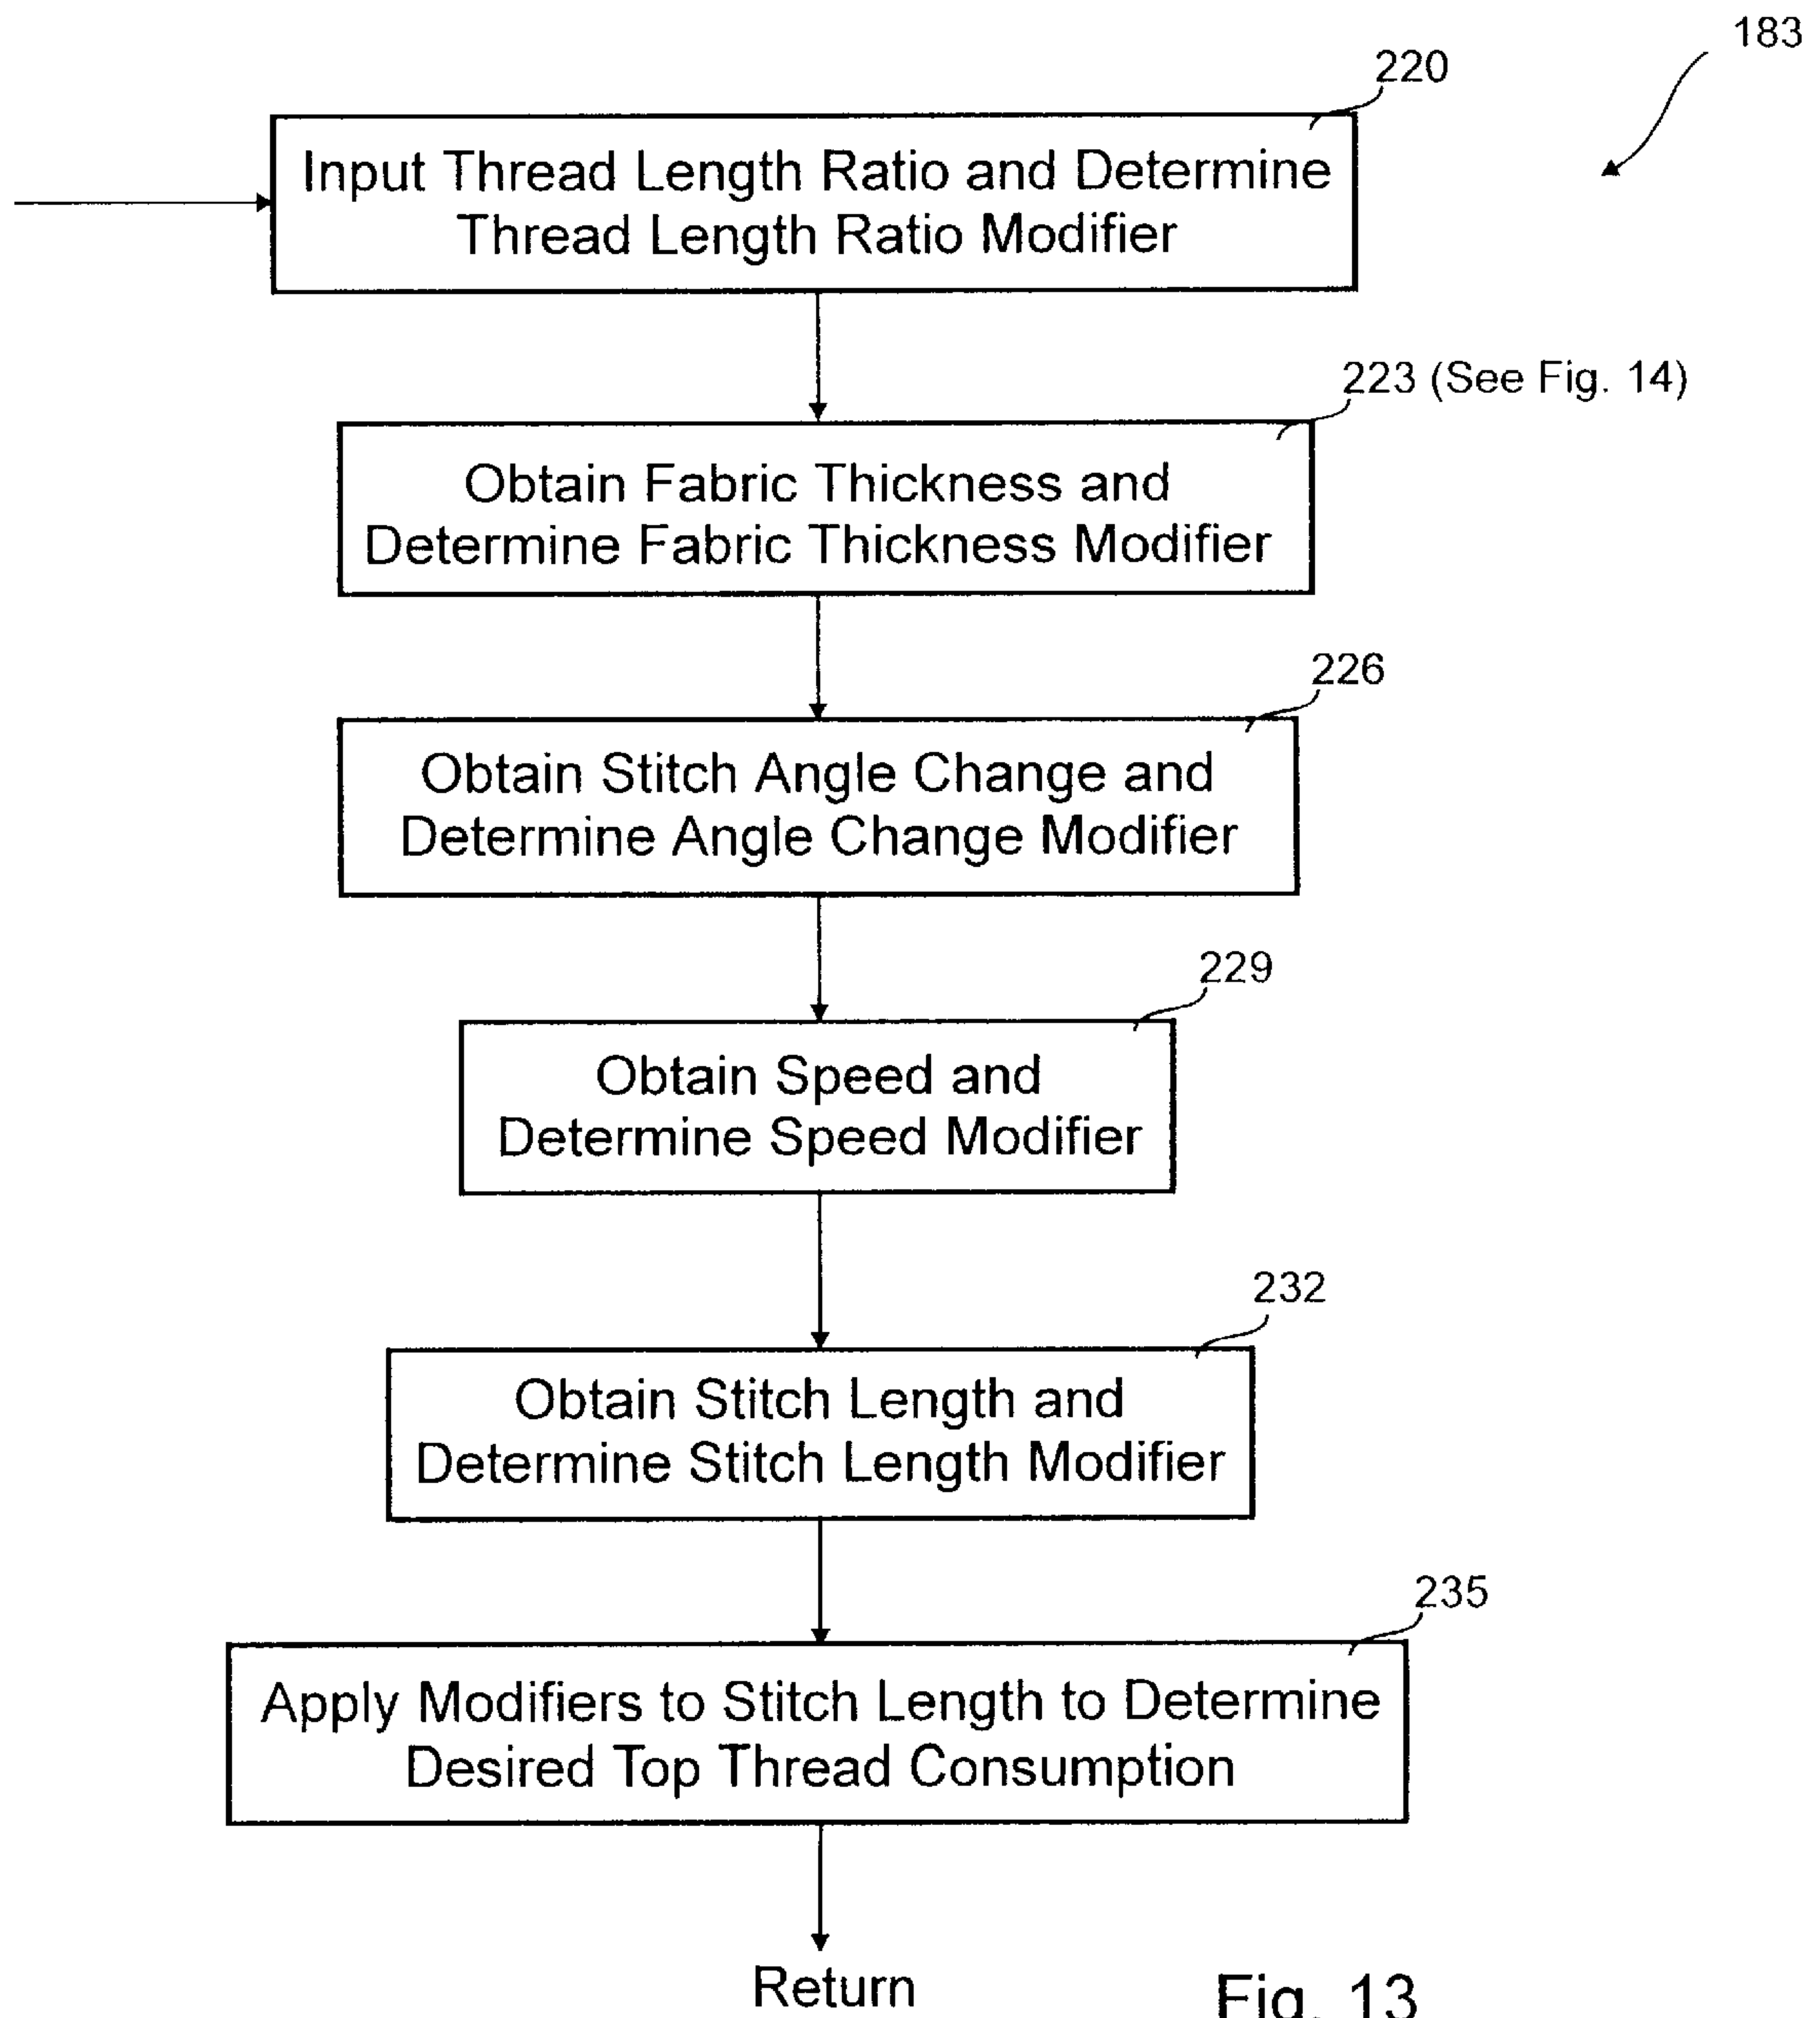 183
220
Input Thread Length Ratio and Determine
Thread Length Ratio Modifier
223 (See Fig. 14)
Obtain Fabric Thickness and
Determine Fabric Thickness Modifier
226
Obtain Stitch Angle Change and
Determine Angle Change Modifier
229
Obtain Speed and
Determine Speed Modifier
232
Obtain Stitch Length and
Determine Stitch Length Modifier
235
Apply Modifiers to Stitch Length to Determine
Desired Top Thread Consumption
Return
Fig. 13